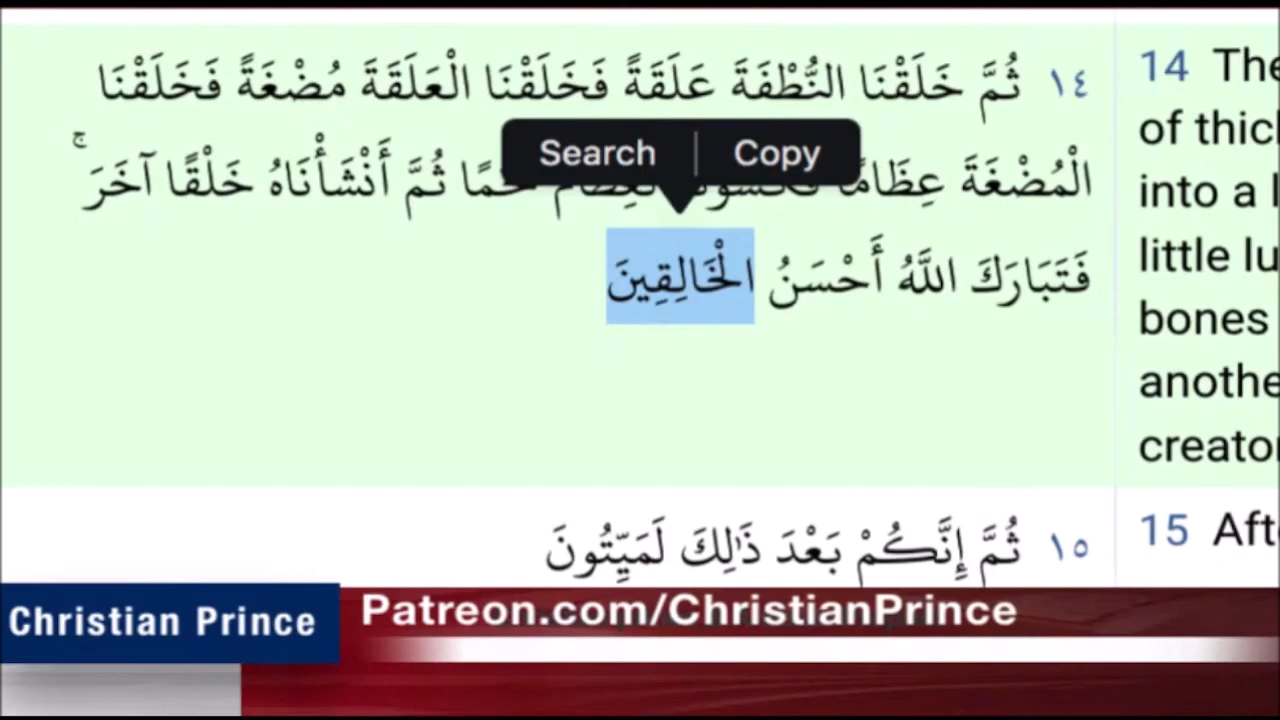 ١٤ ثُمَّ خَلَقْنَا النُّطْفَةَ عَلَقَةً فَخَلَقْنَا الْعَلَقَةَ مُضْغَةً فَخَلَقْنَا
الْمُضْغَةَ عِظَامًا ثُمَّ أَنْشَأْنَاهُ خَلْقًا آخَرَ ۚ
فَتَبَارَكَ اللَّهُ أَحْسَنُ الْخَالِقِينَ
Search | Copy
١٥ ثُمَّ إِنَّكُمْ بَعْدَ ذَٰلِكَ لَمَيِّتُونَ
14 The
of thic
into a l
little lu
bones
anothe
creato
15 Aft
Christian Prince
Patreon.com/ChristianPrince